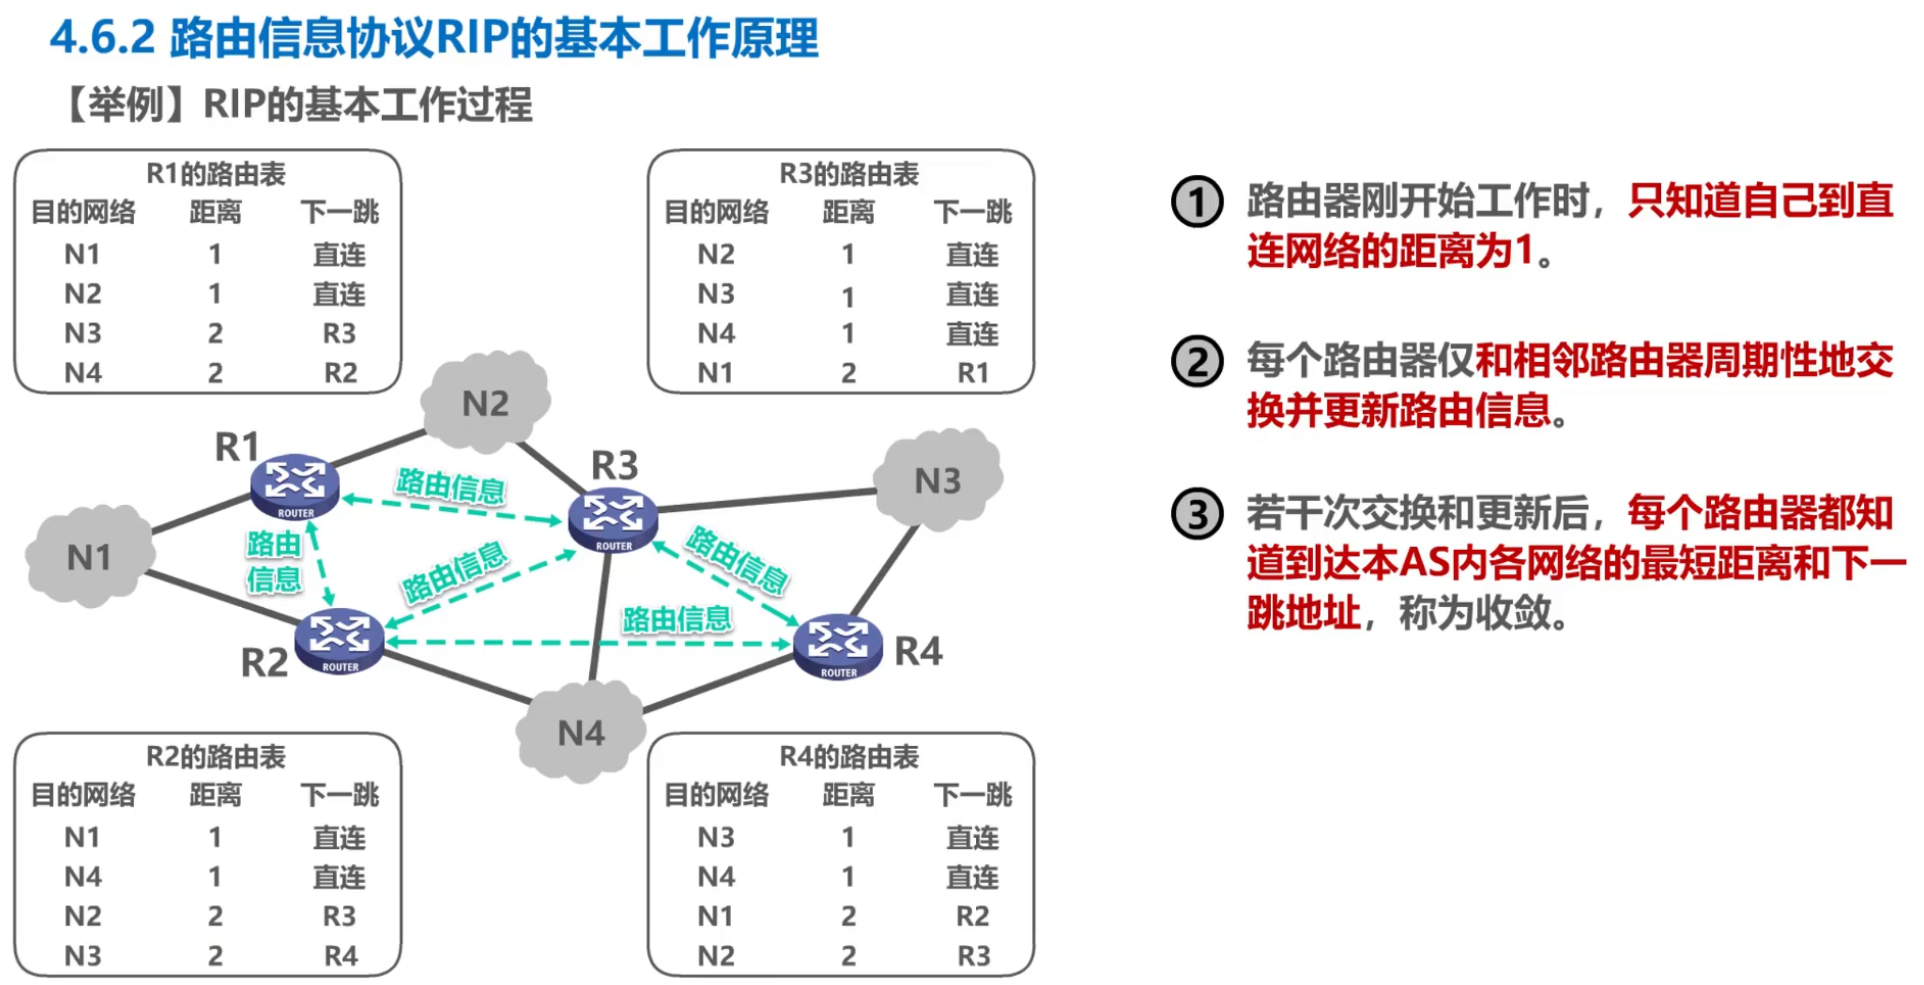 4.6.2 路由信息协议RIP的基本工作原理
【举例】RIP的基本工作过程
R1的路由表
目的网络 距离 下一跳
N1 1 直连
N2 1 直连
N3 2 R3
N4 2 R2
R3的路由表
目的网络 距离 下一跳
N2 1 直连
N3 1 直连
N4 1 直连
N1 2 R1
N2
R1
R3
N3
路由信息
ROUTER
ROUTER
N1
路由
信息
路由信息
路由信息
路由信息
R2
ROUTER
ROUTER
R4
N4
R2的路由表
目的网络 距离 下一跳
N1 1 直连
N4 1 直连
N2 2 R3
N3 2 R4
R4的路由表
目的网络 距离 下一跳
N3 1 直连
N4 1 直连
N1 2 R2
N2 2 R3
1 路由器刚开始工作时，只知道自己到直
连网络的距离为1。
2 每个路由器仅和相邻路由器周期性地交
换并更新路由信息。
3 若干次交换和更新后，每个路由器都知
道到达本AS内各网络的最短距离和下一
跳地址，称为收敛。